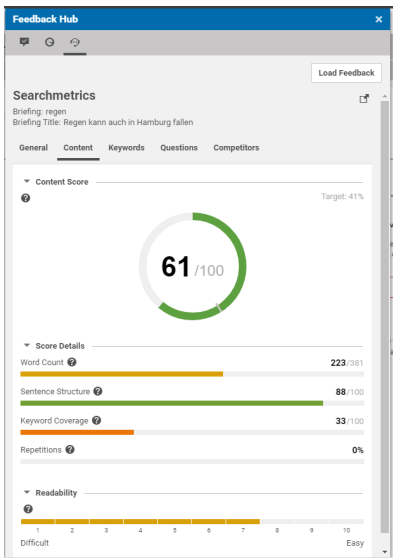 Feedback Hub
Load Feedback
Searchmetrics
Briefing: regen
Briefing Title: Regen kann auch in Hamburg fallen
General Content Keywords Questions Competitors
Content Score
Target: 41%
61/100
Score Details
Word Count 223/381
Sentence Structure 88/100
Keyword Coverage 33/100
Repetitions 0%
Readability
1 2 3 4 5 6 7 8 9 10
Difficult Easy